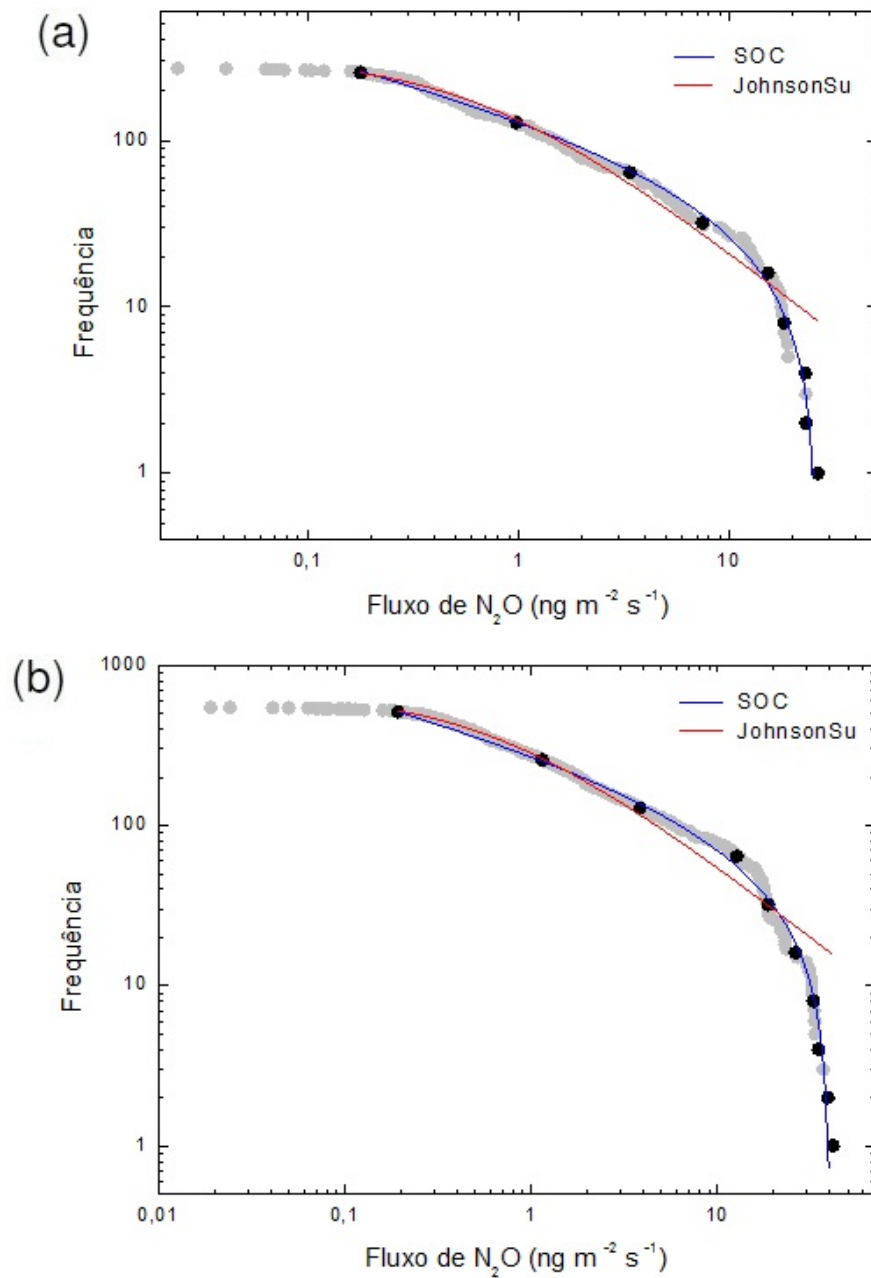 (a)
SOC
JohnsonSu
100
10
1
Frequência
0,1
1
10
Fluxo de N₂O (ng m⁻² s⁻¹)
(b)
1000
SOC
JohnsonSu
100
10
1
Frequência
0,01
0,1
1
10
Fluxo de N₂O (ng m⁻² s⁻¹)